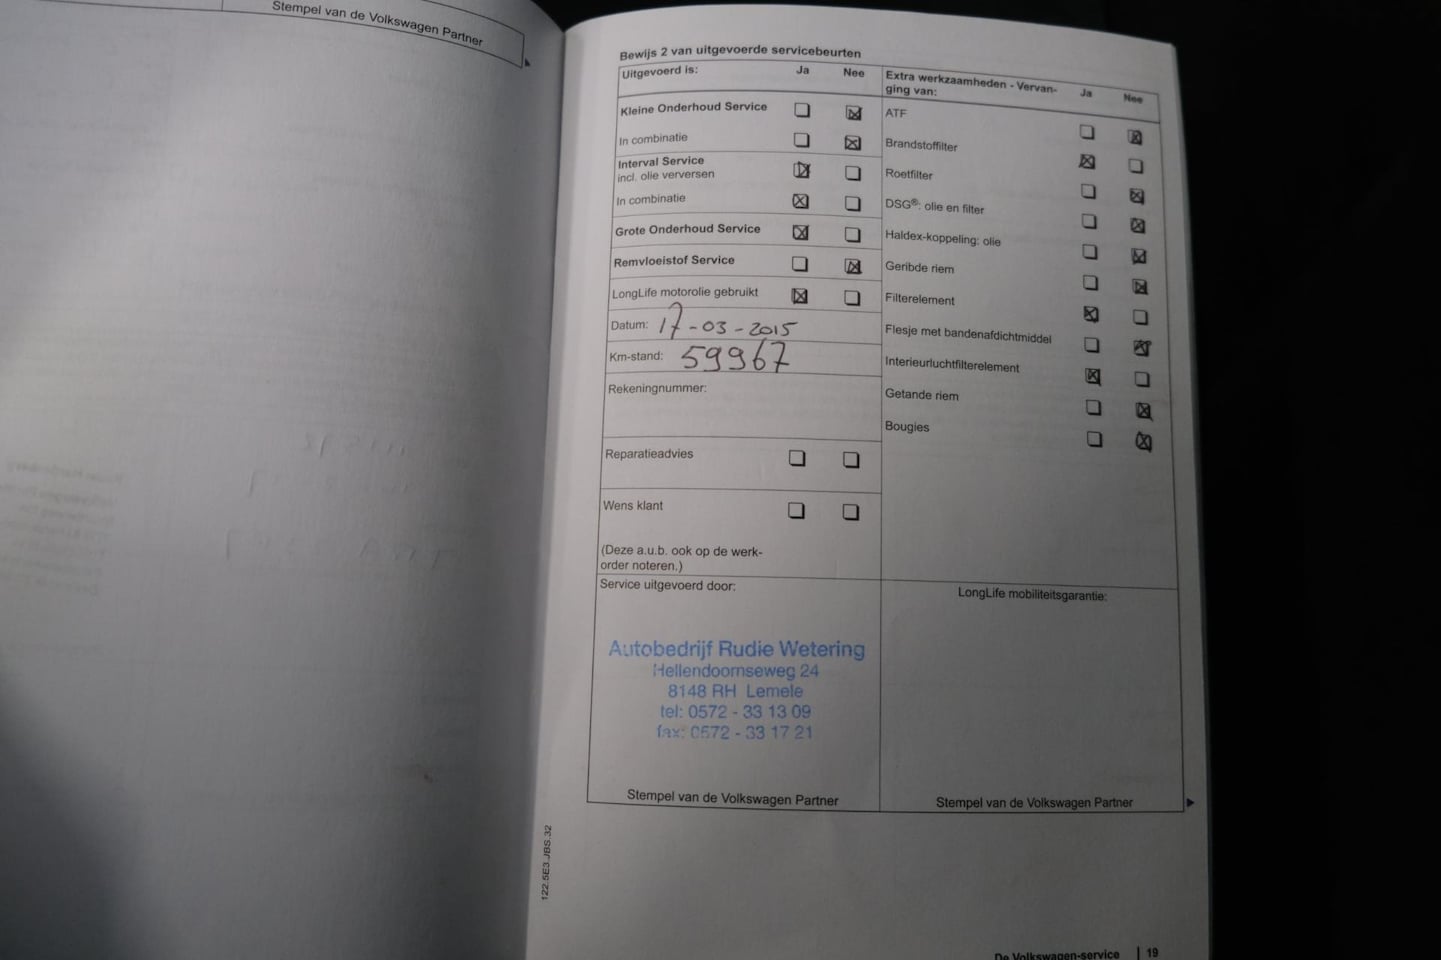 Stempel van de Volkswagen Partner
Bewijs 2 van uitgevoerde servicebeurten
Uitgevoerd is: Ja Nee
Kleine Onderhoud Service
In combinatie
Interval Service
incl. olie verversen
In combinatie
Grote Onderhoud Service
Remvloeistof Service
LongLife motorolie gebruikt
Datum: 17-03-2015
Km-stand: 59967
Rekeningnummer:
Reparatieadvies
Wens klant
(Deze a.u.b. ook op de werk-
order noteren.)
Extra werkzaamheden - Vervan-
ging van: Ja Nee
ATF
Brandstoffilter
Roetfilter
DSG®: olie en filter
Haldex-koppeling: olie
Geribde riem
Filterelement
Flesje met bandenafdichtmiddel
Interieurluchtfilterelement
Getande riem
Bougies
Service uitgevoerd door:
Autobedrijf Rudie Wetering
Hellendoornseweg 24
8148 RH Lemele
tel: 0572 - 33 13 09
fax: 0572 - 33 17 21
Stempel van de Volkswagen Partner
LongLife mobiliteitsgarantie:
Stempel van de Volkswagen Partner
122.5E3.JBS.32
De Volkswagen-service 19